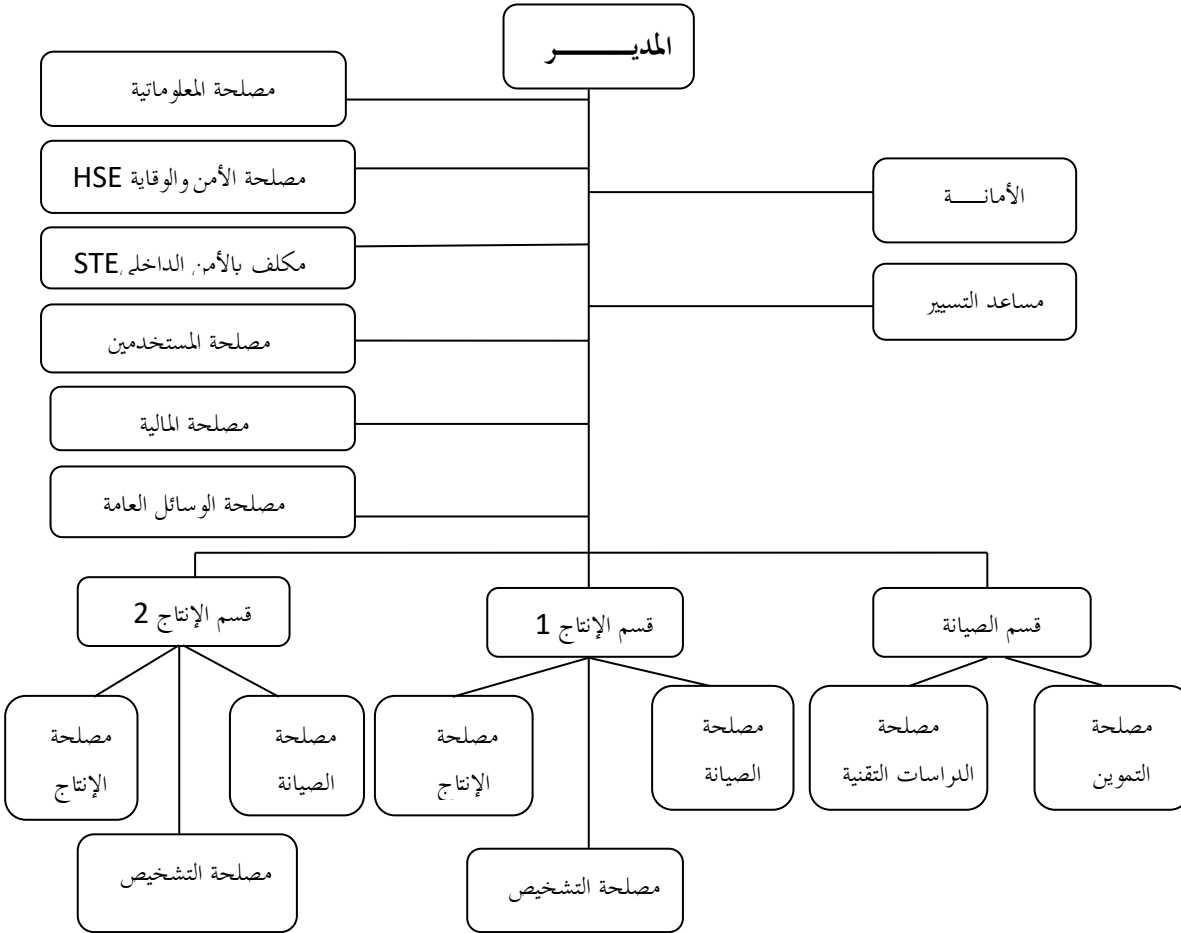 المديـــــــــر
مصلحة المعلوماتية
مصلحة الأمن والوقاية HSE
الأمانـــــة
مكلف بالأمن الداخلي STE
مساعد التسيير
مصلحة المستخدمين
مصلحة المالية
مصلحة الوسائل العامة
قسم الصيانة
قسم الإنتاج 1
قسم الإنتاج 2
مصلحة
التموين
مصلحة
الدراسات التقنية
مصلحة
الصيانة
مصلحة
الإنتاج
مصلحة
الصيانة
مصلحة
الإنتاج
مصلحة التشخيص
مصلحة التشخيص